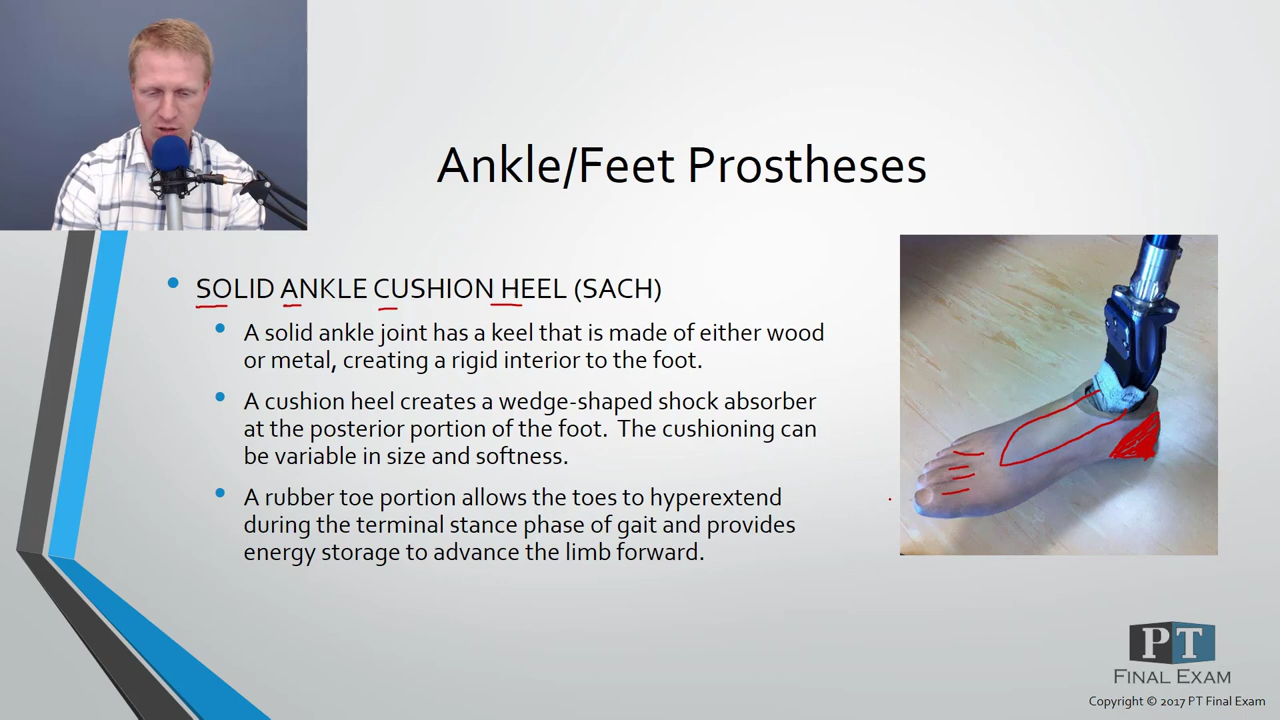 Ankle/Feet Prostheses
• SOLID ANKLE CUSHION HEEL (SACH)
• A solid ankle joint has a keel that is made of either wood
or metal, creating a rigid interior to the foot.
• A cushion heel creates a wedge-shaped shock absorber
at the posterior portion of the foot.  The cushioning can
be variable in size and softness.
• A rubber toe portion allows the toes to hyperextend
during the terminal stance phase of gait and provides
energy storage to advance the limb forward.
PT
FINAL EXAM
Copyright © 2017 PT Final Exam